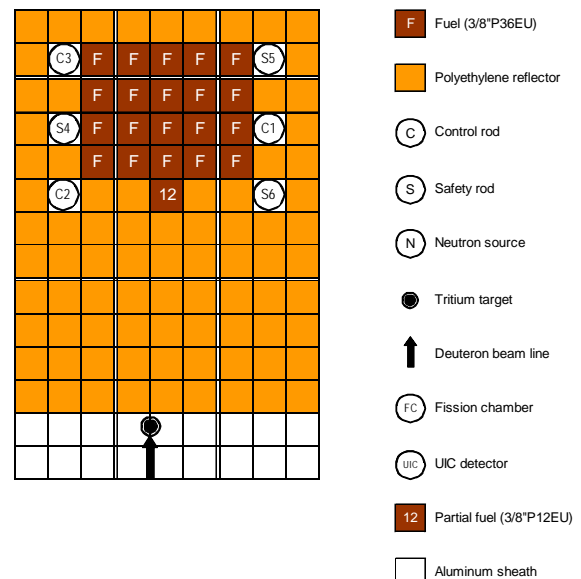 C3 F F F F F S5
F F F F F
S4 F F F F F C1
F F F F F
C2 12 S6
F Fuel (3/8"P36EU)
Polyethylene reflector
C Control rod
S Safety rod
N Neutron source
Tritium target
Deuteron beam line
FC Fission chamber
UIC UIC detector
12 Partial fuel (3/8"P12EU)
Aluminum sheath